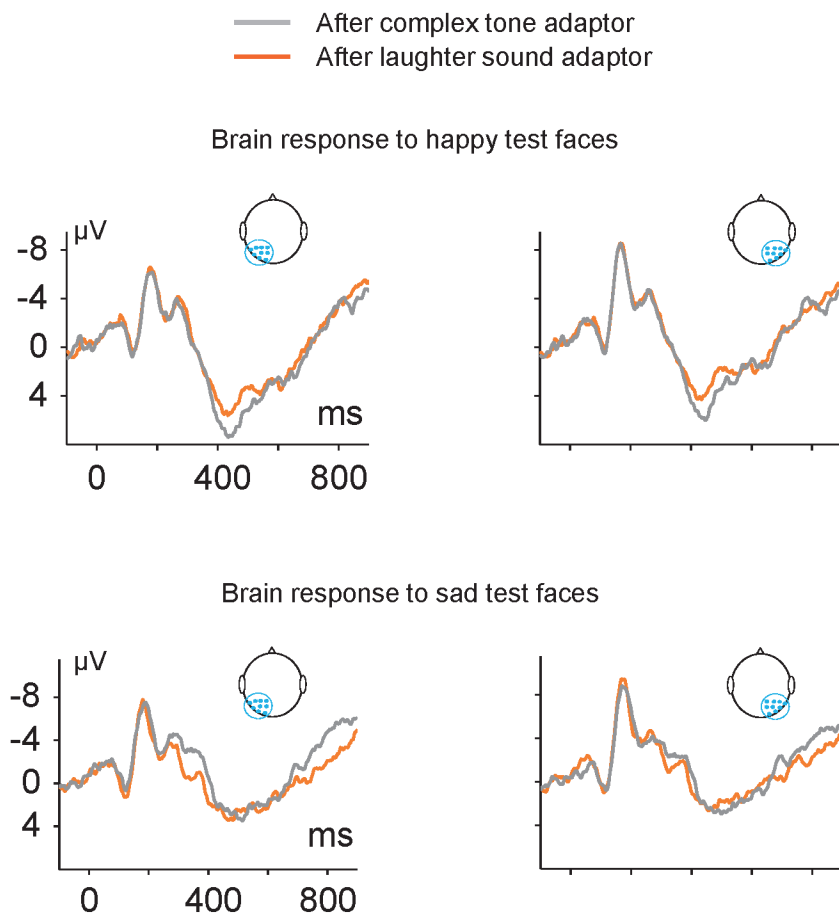 After complex tone adaptor
After laughter sound adaptor
Brain response to happy test faces
µV
-8
-4
0
4
ms
0 400 800
Brain response to sad test faces
µV
-8
-4
0
4
ms
0 400 800